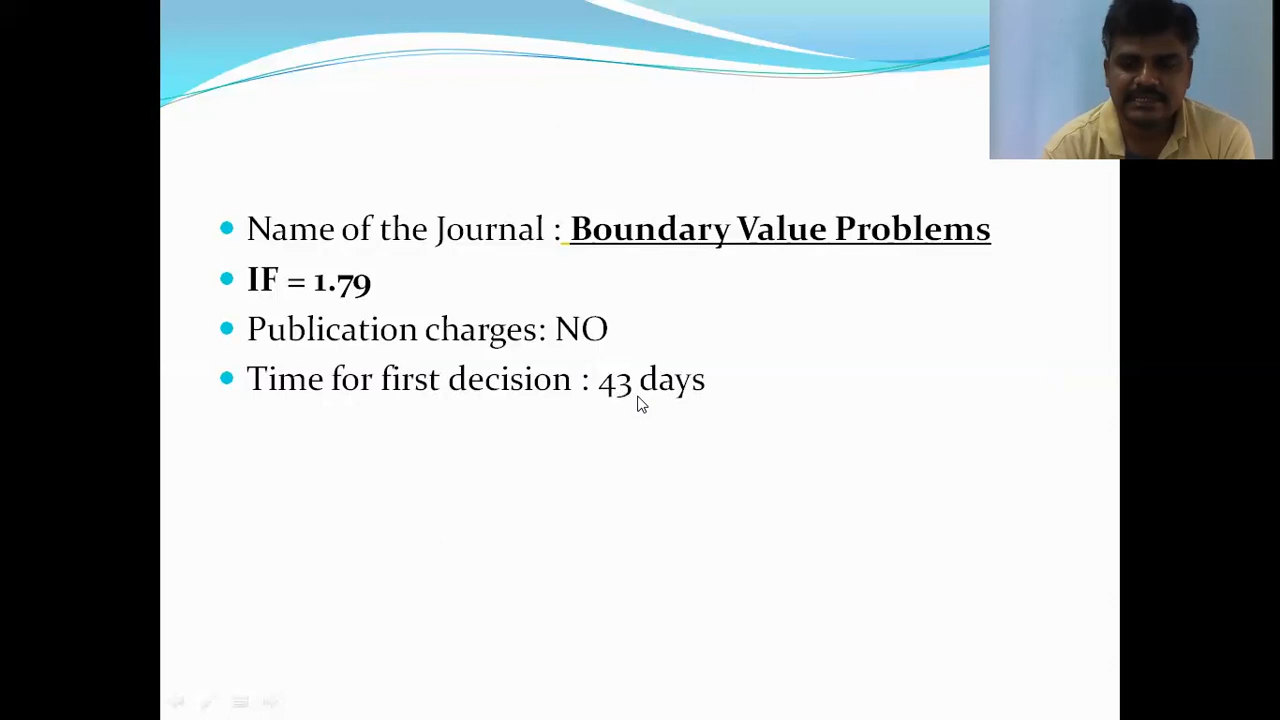 Name of the Journal : Boundary Value Problems
IF = 1.79
Publication charges: NO
Time for first decision : 43 days